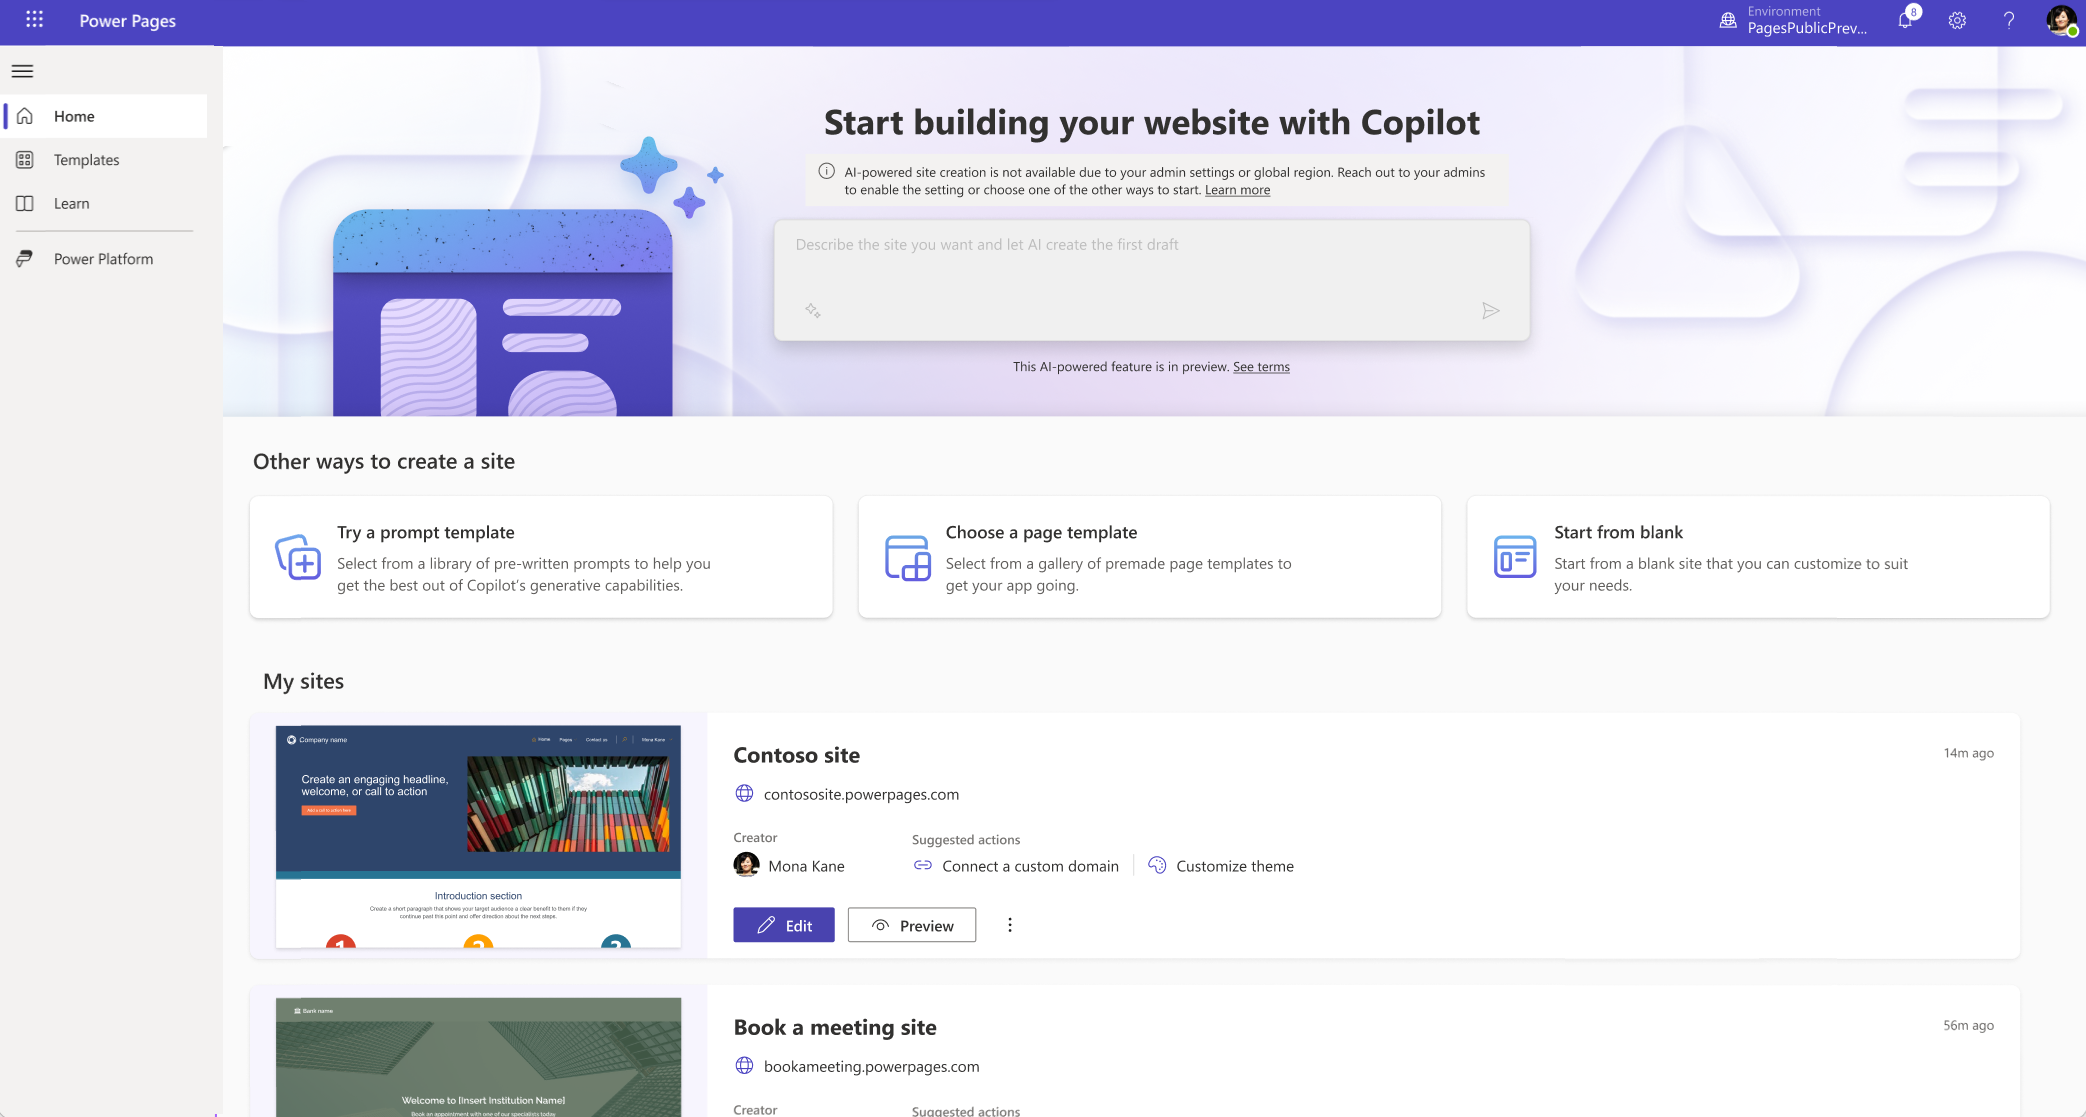 Power Pages
Environment
PagesPublicPrev...
8
Home
Templates
Learn
Power Platform
Start building your website with Copilot
AI-powered site creation is not available due to your admin settings or global region. Reach out to your admins
to enable the setting or choose one of the other ways to start. Learn more
Describe the site you want and let AI create the first draft
This AI-powered feature is in preview. See terms
Other ways to create a site
Try a prompt template
Select from a library of pre-written prompts to help you
get the best out of Copilot’s generative capabilities.
Choose a page template
Select from a gallery of premade page templates to
get your app going.
Start from blank
Start from a blank site that you can customize to suit
your needs.
My sites
Company name
Home Pages Contact us Mona Kane
Create an engaging headline,
welcome, or call to action
Add a call to action here
Introduction section
Create a short paragraph that shows your target audience a clear benefit to them if they
continue past this point and offer direction about the next steps.
1 2 3
Contoso site
14m ago
contososite.powerpages.com
Creator
Mona Kane
Suggested actions
Connect a custom domain
Customize theme
Edit
Preview
Bank name
Welcome to [Insert Institution Name]
Book an appointment with one of our specialists today
Book a meeting site
56m ago
bookameeting.powerpages.com
Creator
Suggested actions